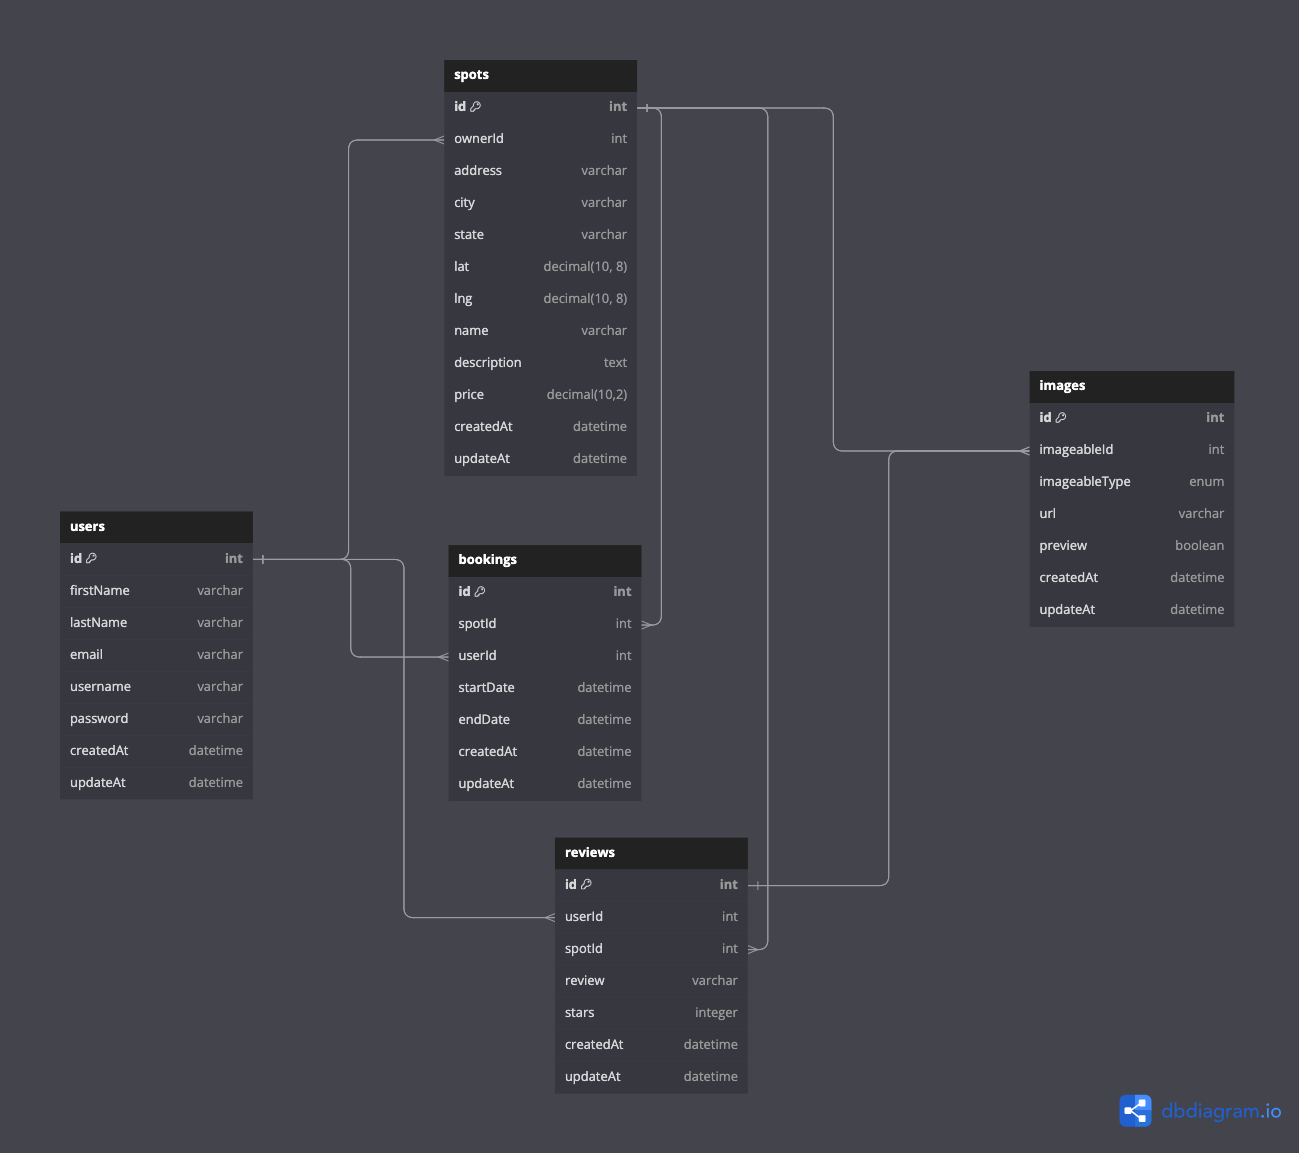 spots
id int
ownerId int
address varchar
city varchar
state varchar
lat decimal(10, 8)
lng decimal(10, 8)
name varchar
description text
price decimal(10,2)
createdAt datetime
updateAt datetime
users
id int
firstName varchar
lastName varchar
email varchar
username varchar
password varchar
createdAt datetime
updateAt datetime
bookings
id int
spotId int
userId int
startDate datetime
endDate datetime
createdAt datetime
updateAt datetime
reviews
id int
userId int
spotId int
review varchar
stars integer
createdAt datetime
updateAt datetime
images
id int
imageableId int
imageableType enum
url varchar
preview boolean
createdAt datetime
updateAt datetime
dbdiagram.io